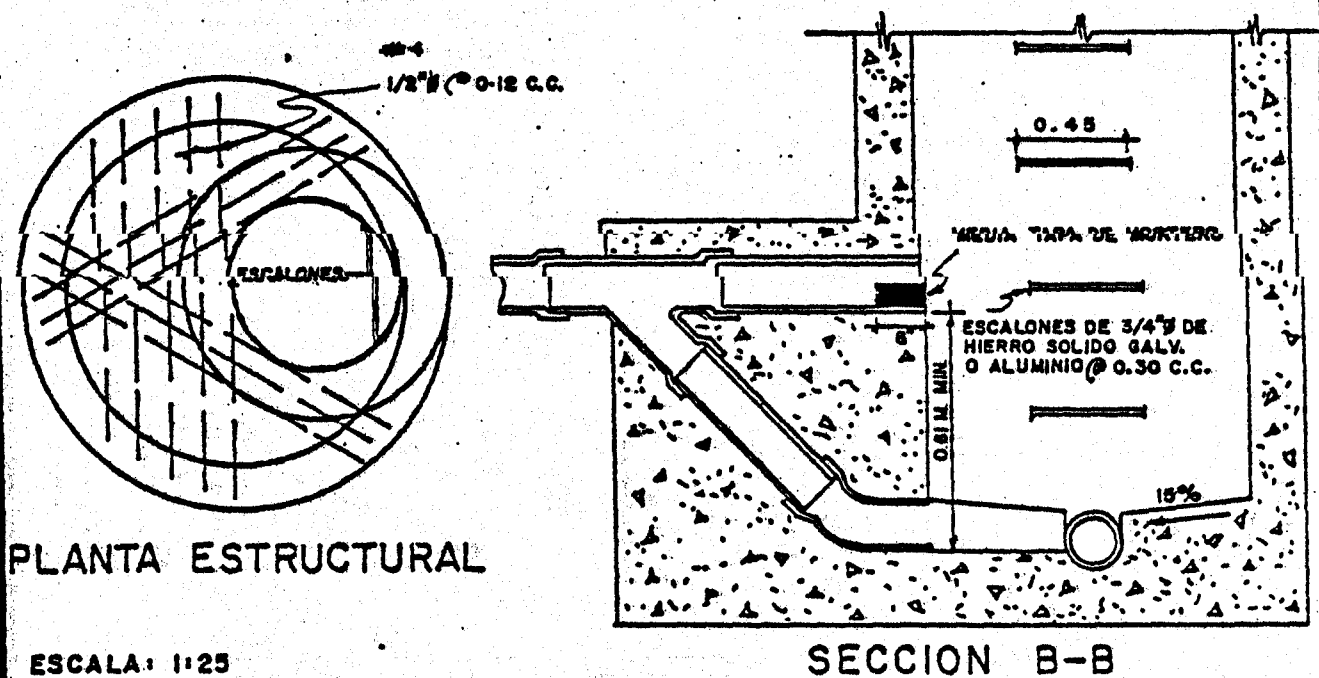 1/2"Ø @ 0.12 C.C.
ESCALONES
PLANTA ESTRUCTURAL
ESCALA: 1:25
0.45
MEDIA TAPA DE MORTERO
ESCALONES DE 3/4"Ø DE
HIERRO SOLIDO GALV.
O ALUMINIO @ 0.30 C.C.
0.61 M. MIN.
15%
SECCION B-B